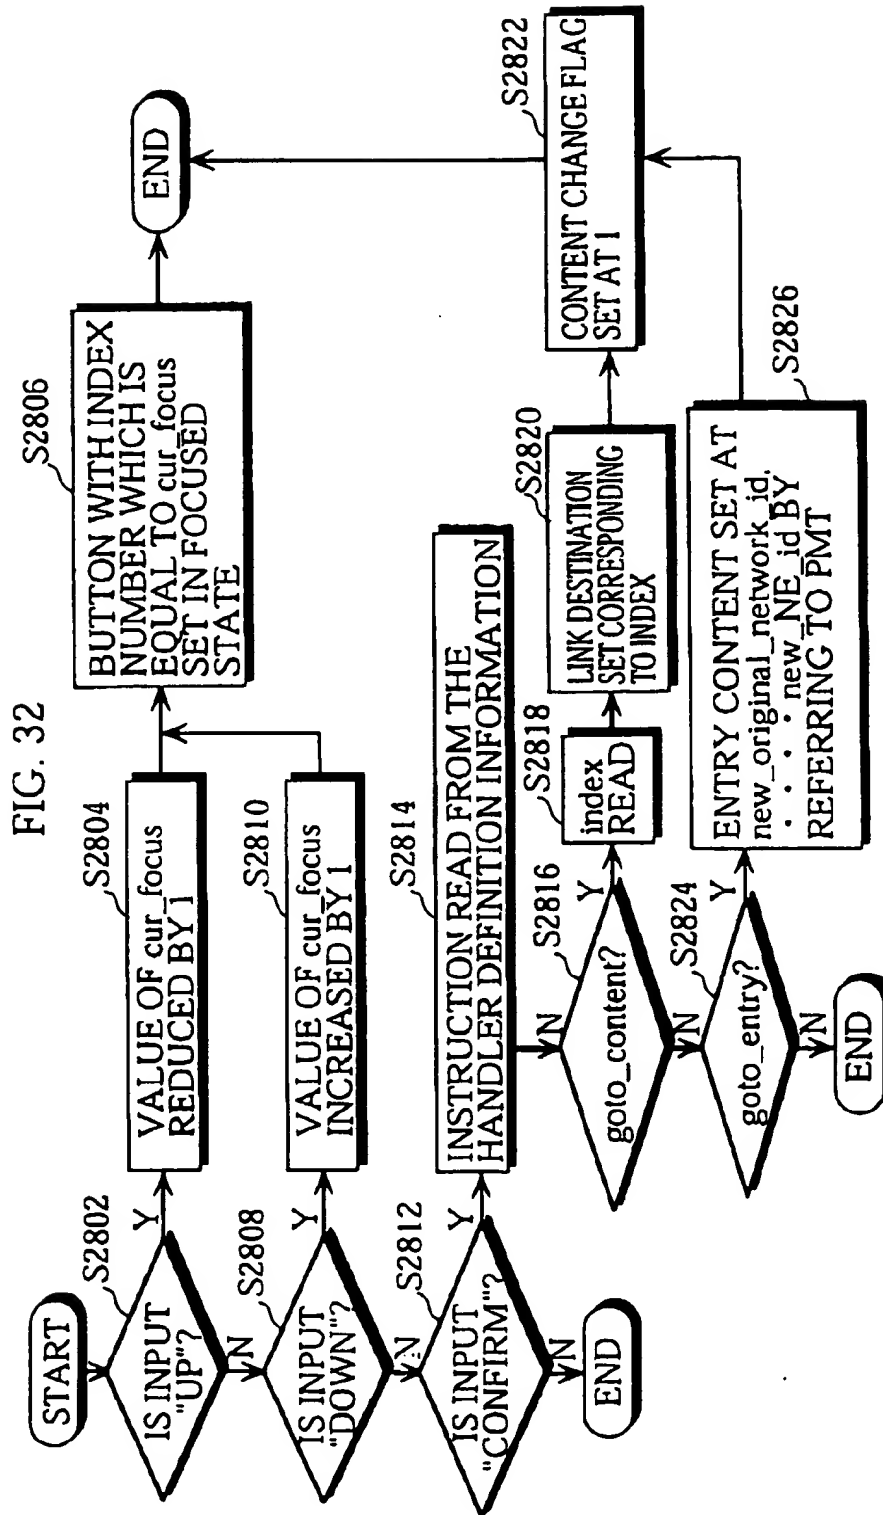 FIG. 32
START
S2802
IS INPUT
"UP"?
Y
N
S2804
VALUE OF cur_focus
REDUCED BY 1
S2806
BUTTON WITH INDEX
NUMBER WHICH IS
EQUAL TO cur_focus
SET IN FOCUSED
STATE
END
S2808
IS INPUT
"DOWN"?
Y
N
S2810
VALUE OF cur_focus
INCREASED BY 1
S2812
IS INPUT
"CONFIRM"?
Y
N
END
S2814
INSTRUCTION READ FROM THE
HANDLER DEFINITION INFORMATION
N
S2816
goto_content?
Y
N
S2818
index
READ
S2820
LINK DESTINATION
SET CORRESPONDING
TO INDEX
S2822
CONTENT CHANGE FLAG
SET AT 1
S2824
goto_entry?
Y
N
END
S2826
ENTRY CONTENT SET AT
new_original_network_id,
・・・new_NE_id BY
REFERRING TO PMT